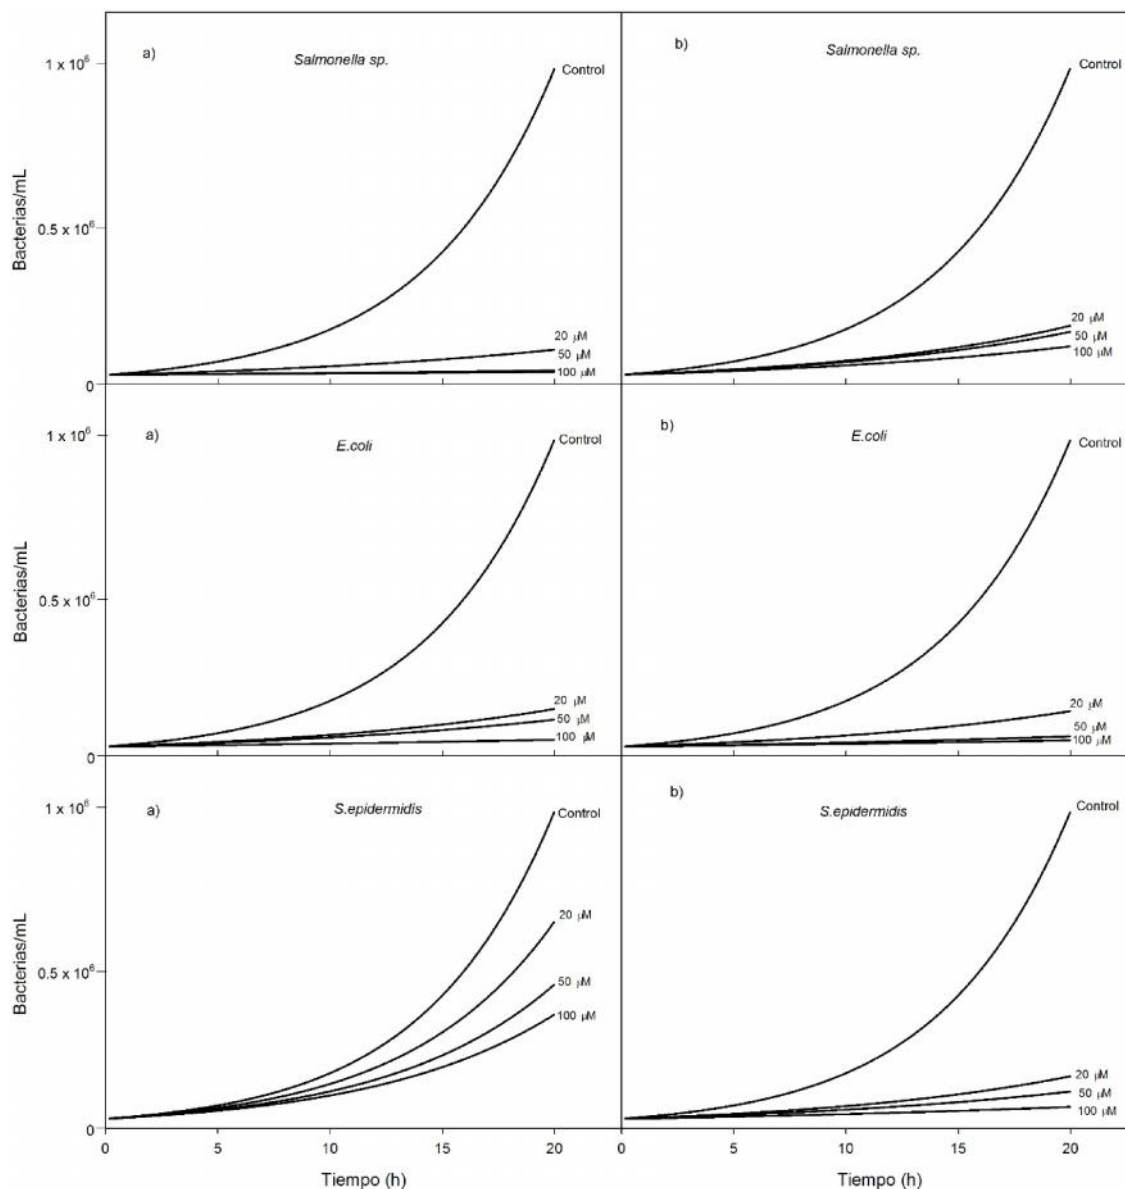 a)
Salmonella sp.
Control
1 x 10⁶
0.5 x 10⁶
0
Bacterias/mL
20 µM
50 µM
100 µM
b)
Salmonella sp.
Control
20 µM
50 µM
100 µM
a)
E.coli
Control
1 x 10⁶
0.5 x 10⁶
0
Bacterias/mL
20 µM
50 µM
100 µM
b)
E.coli
Control
20 µM
50 µM
100 µM
a)
S.epidermidis
Control
1 x 10⁶
0.5 x 10⁶
0
Bacterias/mL
20 µM
50 µM
100 µM
0 5 10 15 20
Tiempo (h)
b)
S.epidermidis
Control
20 µM
50 µM
100 µM
0 5 10 15 20
Tiempo (h)